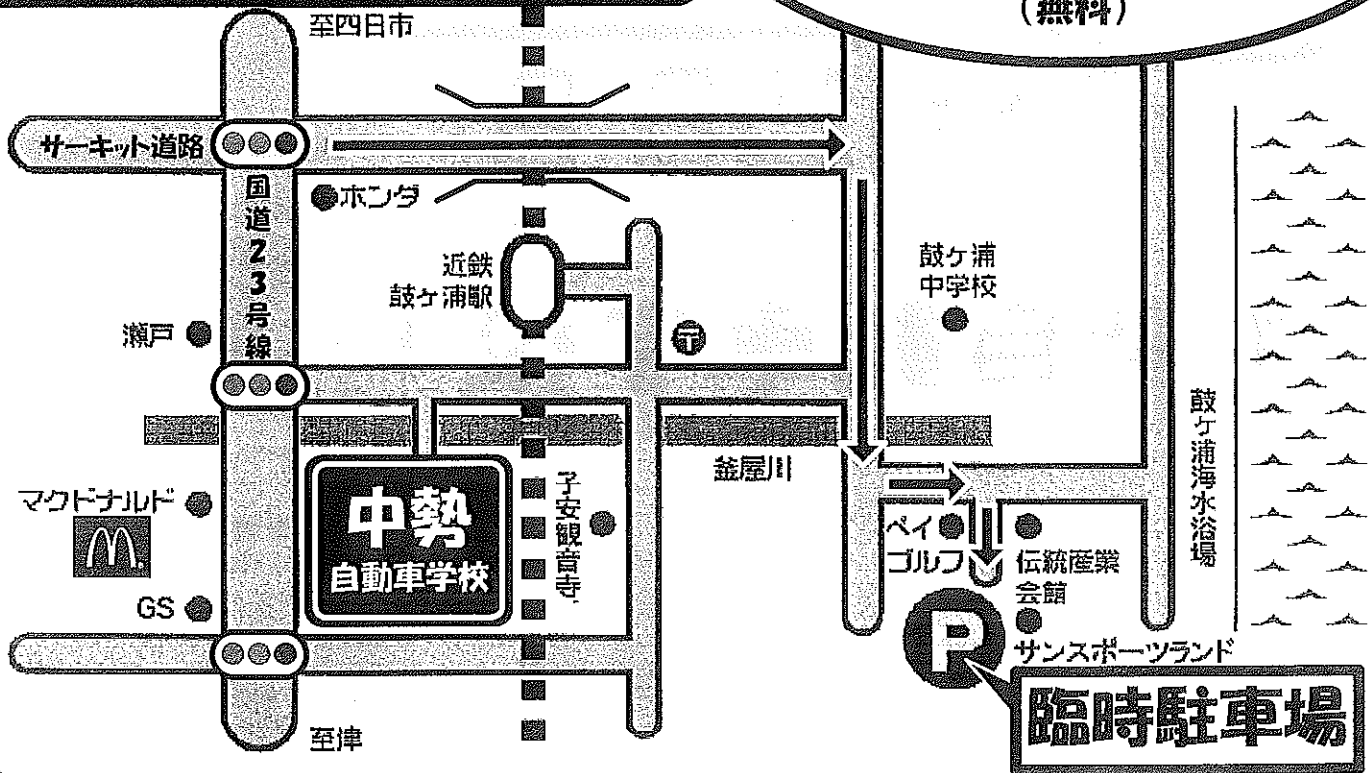 (無料)
至四日市
サーキット道路
国道23号線
ホンダ
近鉄
鼓ヶ浦駅
鼓ヶ浦
中学校
瀬戸
〒
鼓ヶ浦海水浴場
釜屋川
マクドナルド
M
中勢
自動車学校
子安観音寺
ベイ
ゴルフ
伝統産業
会館
GS
P
サンスポーツランド
臨時駐車場
至津